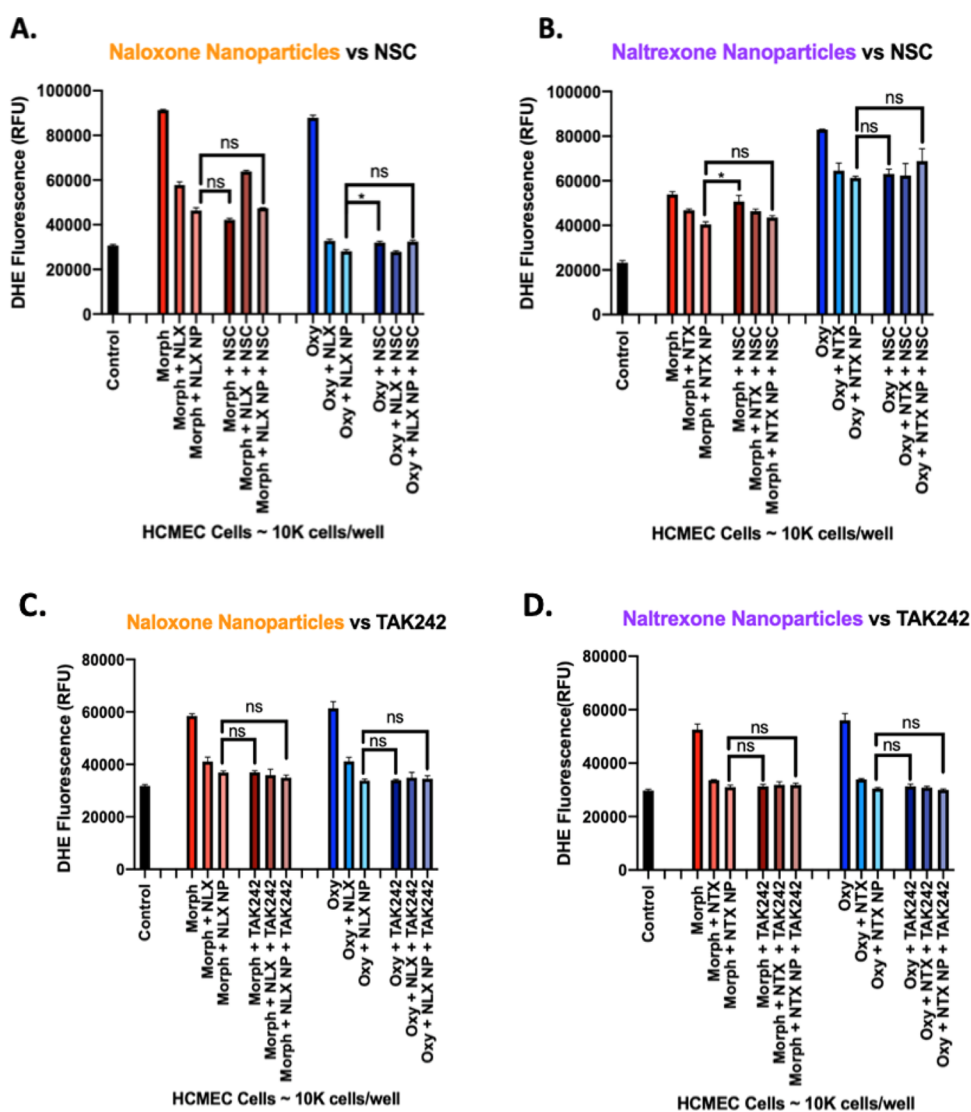 A.
Naloxone Nanoparticles vs NSC
DHE Fluorescence (RFU)
100000
80000
60000
40000
20000
0
ns
ns
ns
*
Control
Morph
Morph + NLX
Morph + NLX NP
Morph + NSC
Morph + NLX + NSC
Morph + NLX NP + NSC
Oxy
Oxy + NLX
Oxy + NLX NP
Oxy + NSC
Oxy + NLX + NSC
Oxy + NLX NP + NSC
HCMEC Cells ~ 10K cells/well
B.
Naltrexone Nanoparticles vs NSC
DHE Fluorescence (RFU)
100000
80000
60000
40000
20000
0
ns
*
ns
ns
Control
Morph
Morph + NTX
Morph + NTX NP
Morph + NSC
Morph + NTX + NSC
Morph + NTX NP + NSC
Oxy
Oxy + NTX
Oxy + NTX NP
Oxy + NSC
Oxy + NTX + NSC
Oxy + NTX NP + NSC
HCMEC Cells ~ 10K cells/well
C.
Naloxone Nanoparticles vs TAK242
DHE Fluorescence (RFU)
80000
60000
40000
20000
0
ns
ns
ns
ns
Control
Morph
Morph + NLX
Morph + NLX NP
Morph + TAK242
Morph + NLX + TAK242
Morph + NLX NP + TAK242
Oxy
Oxy + NLX
Oxy + NLX NP
Oxy + TAK242
Oxy + NLX + TAK242
Oxy + NLX NP + TAK242
HCMEC Cells ~ 10K cells/well
D.
Naltrexone Nanoparticles vs TAK242
DHE Fluorescence(RFU)
80000
60000
40000
20000
0
ns
ns
ns
ns
Control
Morph
Morph + NTX
Morph + NTX NP
Morph + TAK242
Morph + NTX + TAK242
Morph + NTX NP + TAK242
Oxy
Oxy + NTX
Oxy + NTX NP
Oxy + TAK242
Oxy + NTX + TAK242
Oxy + NTX NP + TAK242
HCMEC Cells ~ 10K cells/well